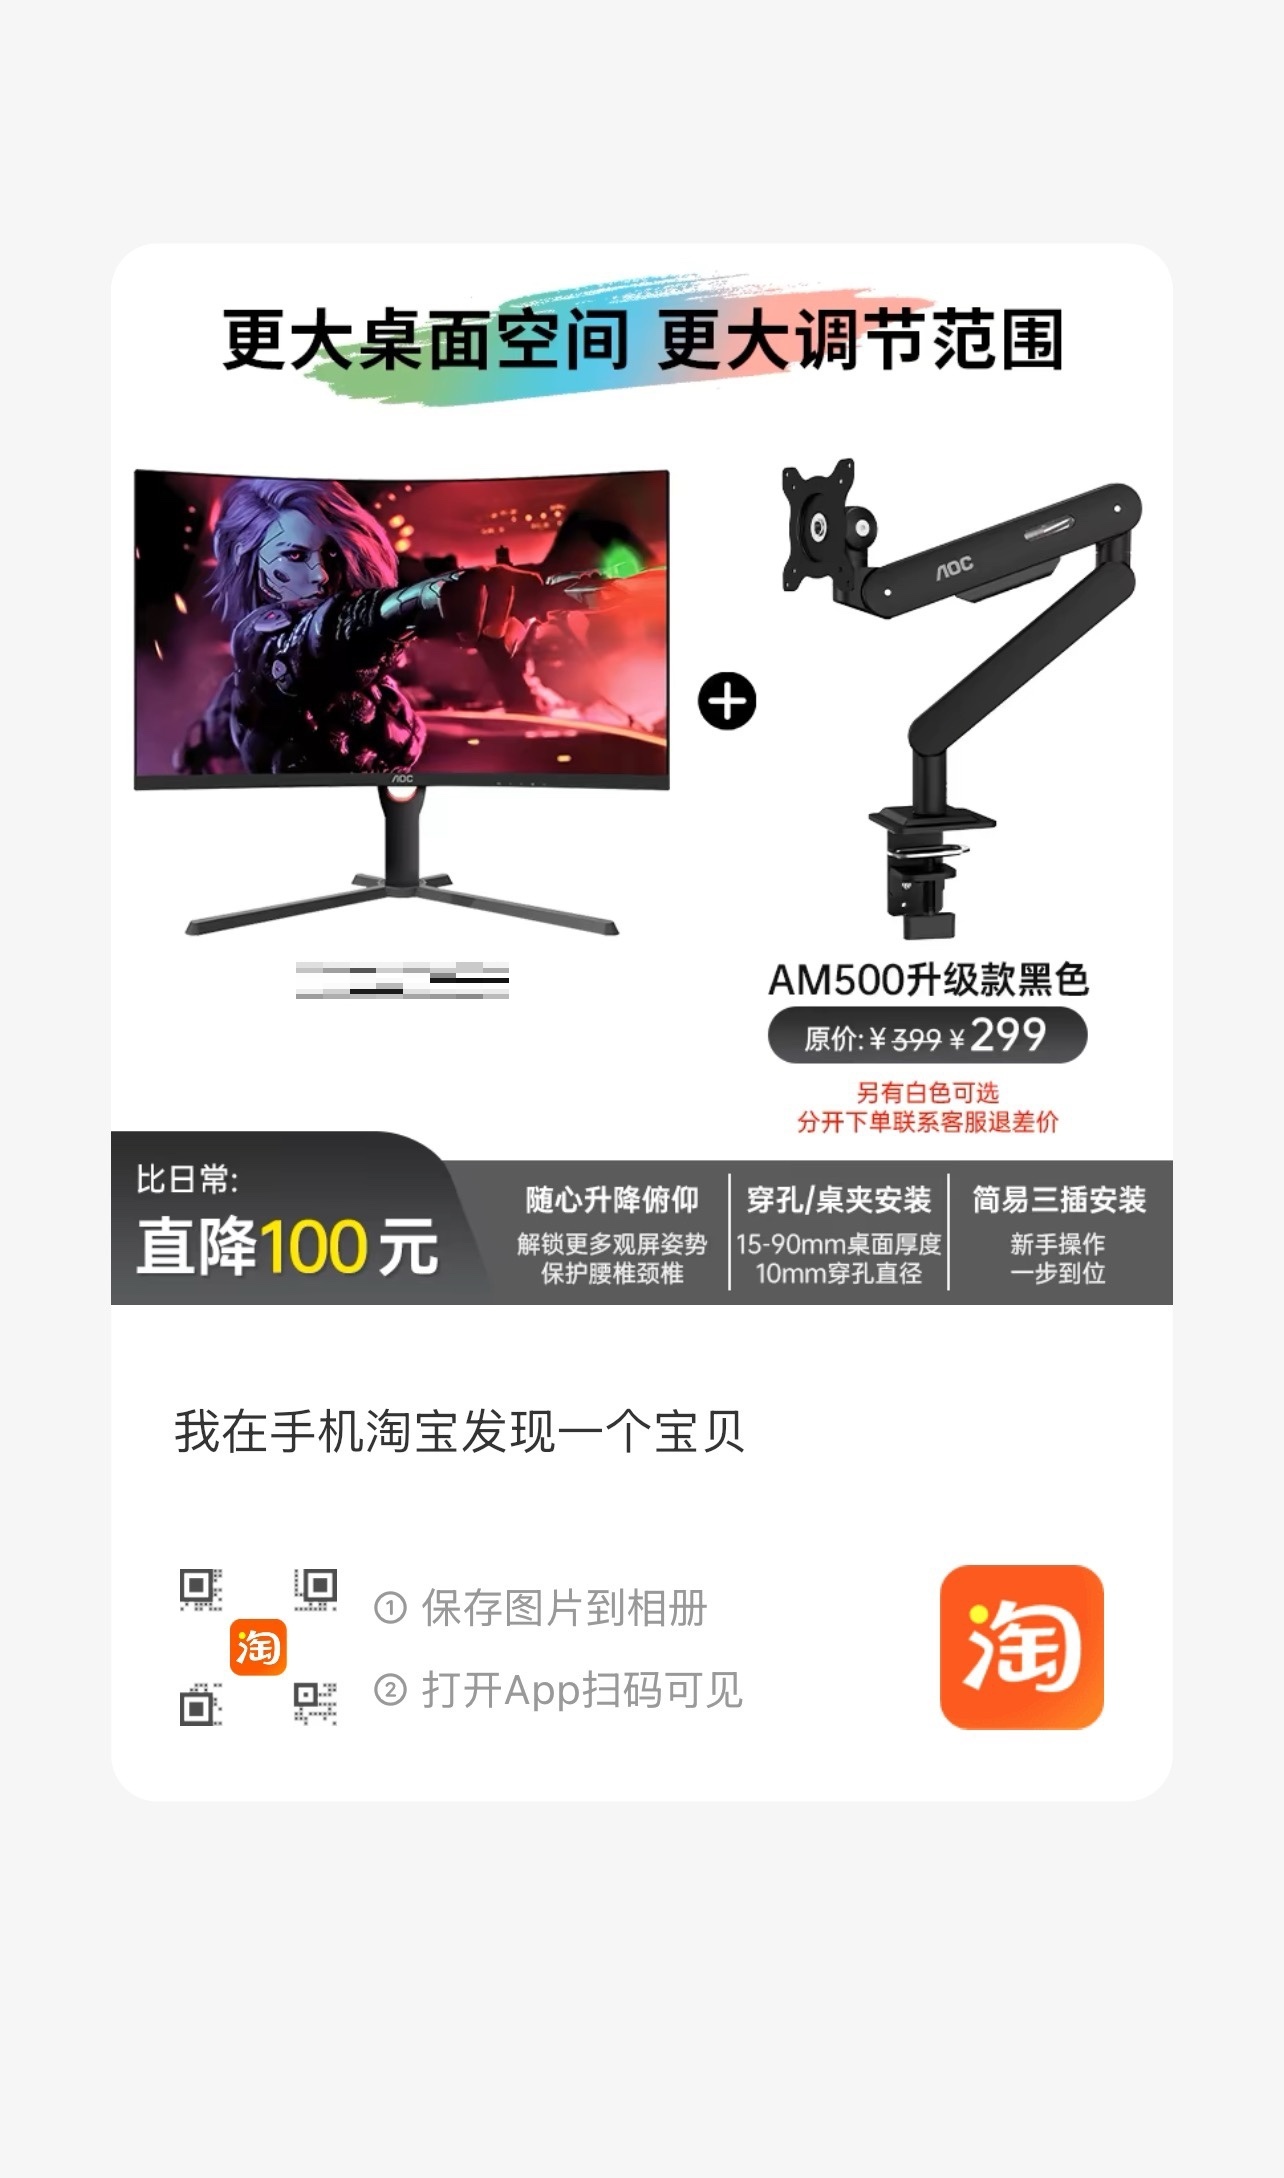 更大桌面空间 更大调节范围
AOC
AOC
AM500升级款黑色
原价:¥399 ¥299
另有白色可选
分开下单联系客服退差价
比日常:
直降100元
随心升降俯仰
解锁更多观屏姿势
保护腰椎颈椎
穿孔/桌夹安装
15-90mm桌面厚度
10mm穿孔直径
简易三插安装
新手操作
一步到位
我在手机淘宝发现一个宝贝
淘
① 保存图片到相册
② 打开App扫码可见
淘